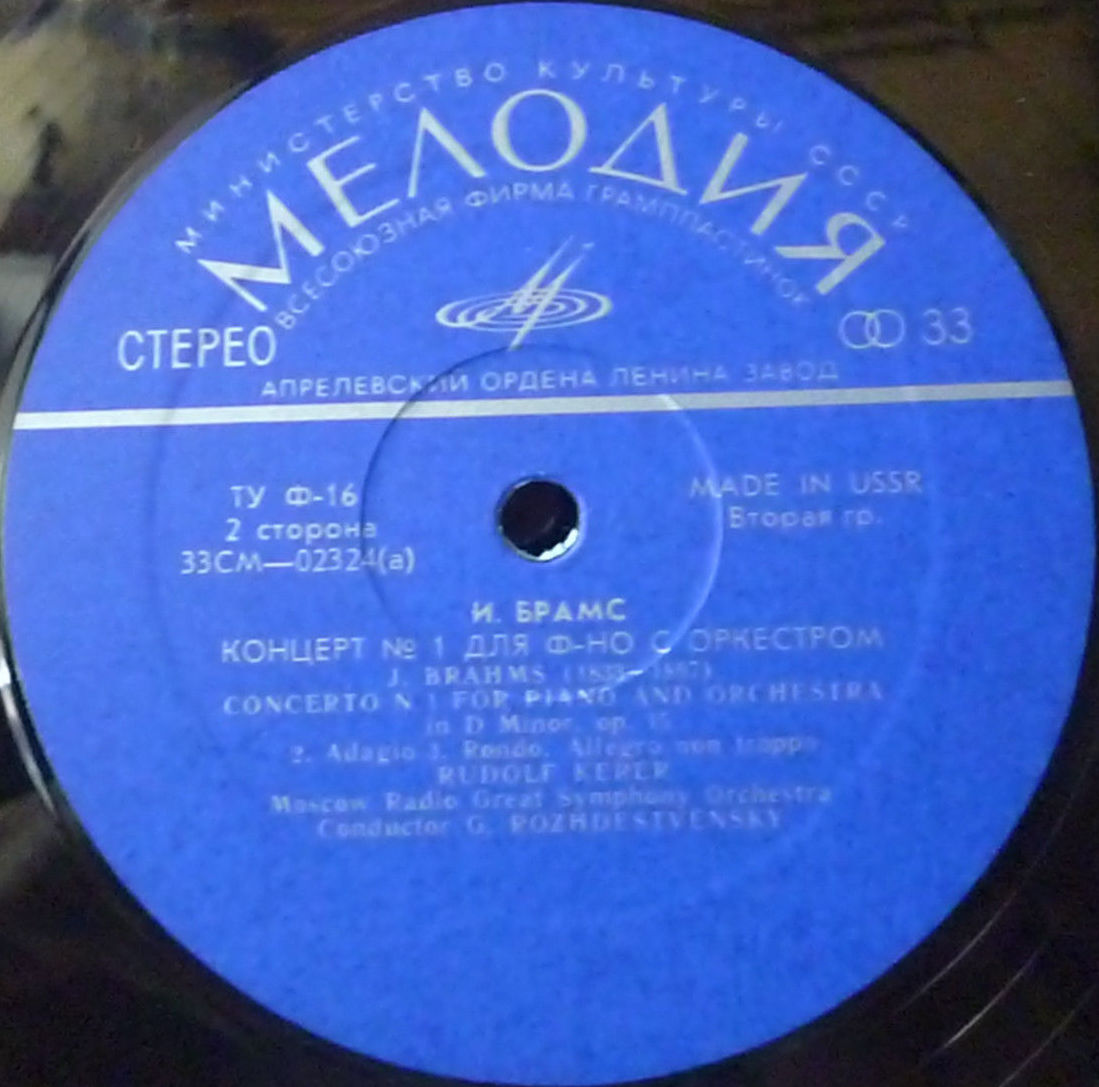 МИНИСТЕРСТВО КУЛЬТУРЫ СССР
МЕЛОДИЯ
ВСЕСОЮЗНАЯ ФИРМА ГРАМПЛАСТИНОК
СТЕРЕО
33
АПРЕЛЕВСКИЙ ОРДЕНА ЛЕНИНА ЗАВОД
ТУ Ф-16
MADE IN USSR
2 сторона
Вторая гр.
33СМ—02324(а)
И. БРАМС
КОНЦЕРТ № 1 ДЛЯ Ф-НО С ОРКЕСТРОМ
J. BRAHMS (1833—1897)
CONCERTO N 1 FOR PIANO AND ORCHESTRA
in D Minor, op. 15
2. Adagio 3. Rondo. Allegro non troppo
RUDOLF KERER
Moscow Radio Great Symphony Orchestra
Conductor G. ROZHDESTVENSKY